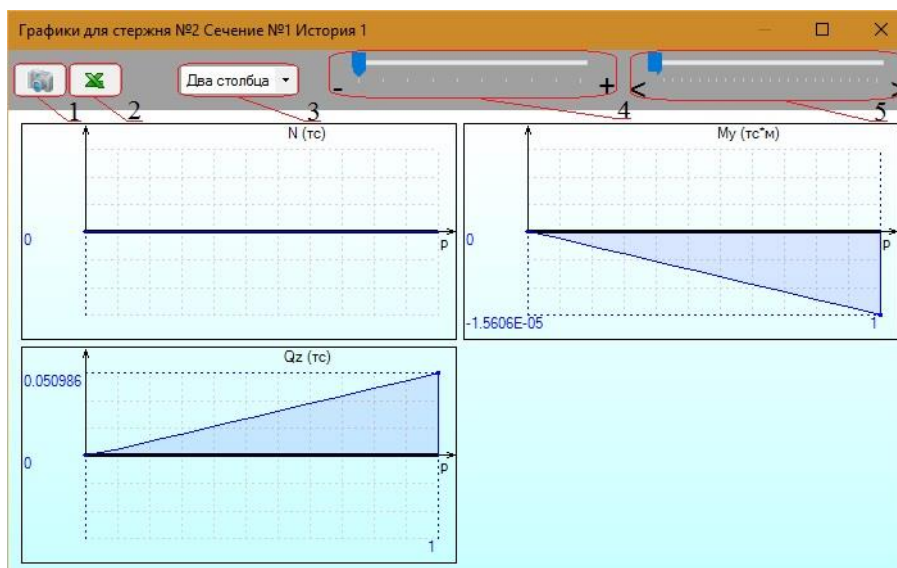 Графики для стержня №2 Сечение №1 История 1
Два столбца
- +
< >
1 2 3 4 5
N (тс)
0
p
My (тс*м)
0
p
-1.5606E-05
1
Qz (тс)
0.050986
0
p
1